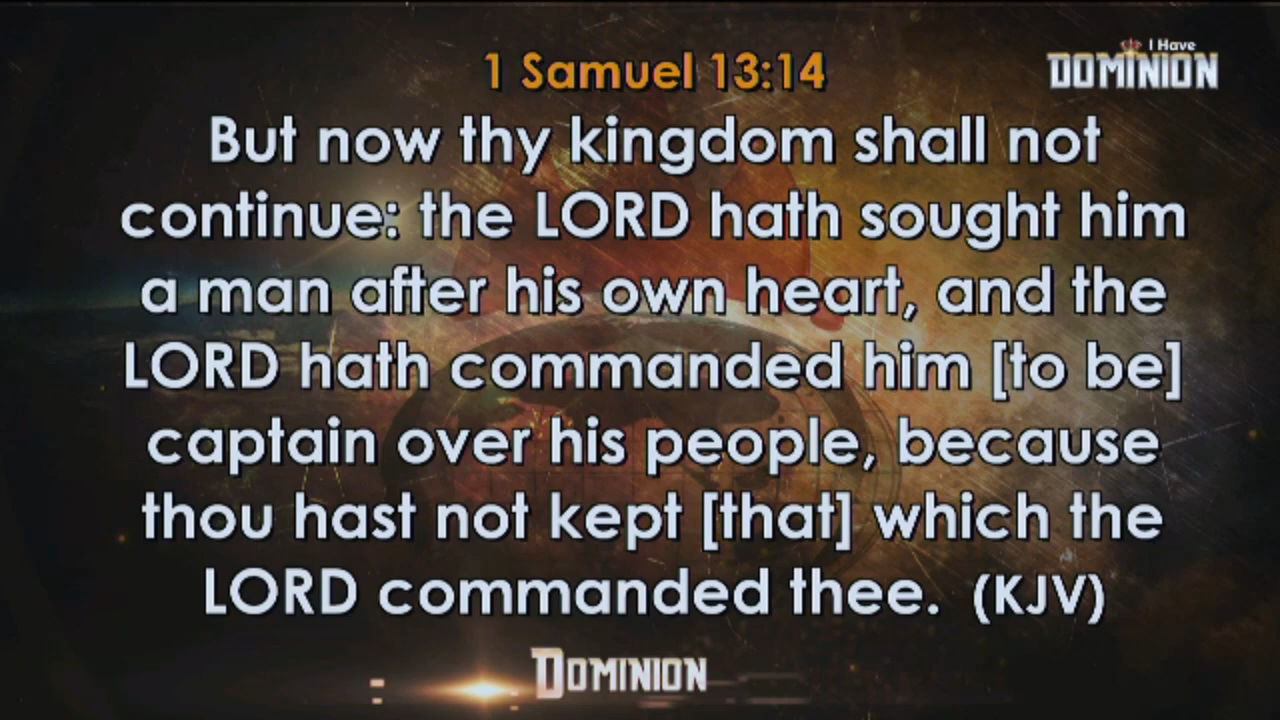 I Have
DOMINION
1 Samuel 13:14
But now thy kingdom shall not
continue: the LORD hath sought him
a man after his own heart, and the
LORD hath commanded him [to be]
captain over his people, because
thou hast not kept [that] which the
LORD commanded thee. (KJV)
DOMINION